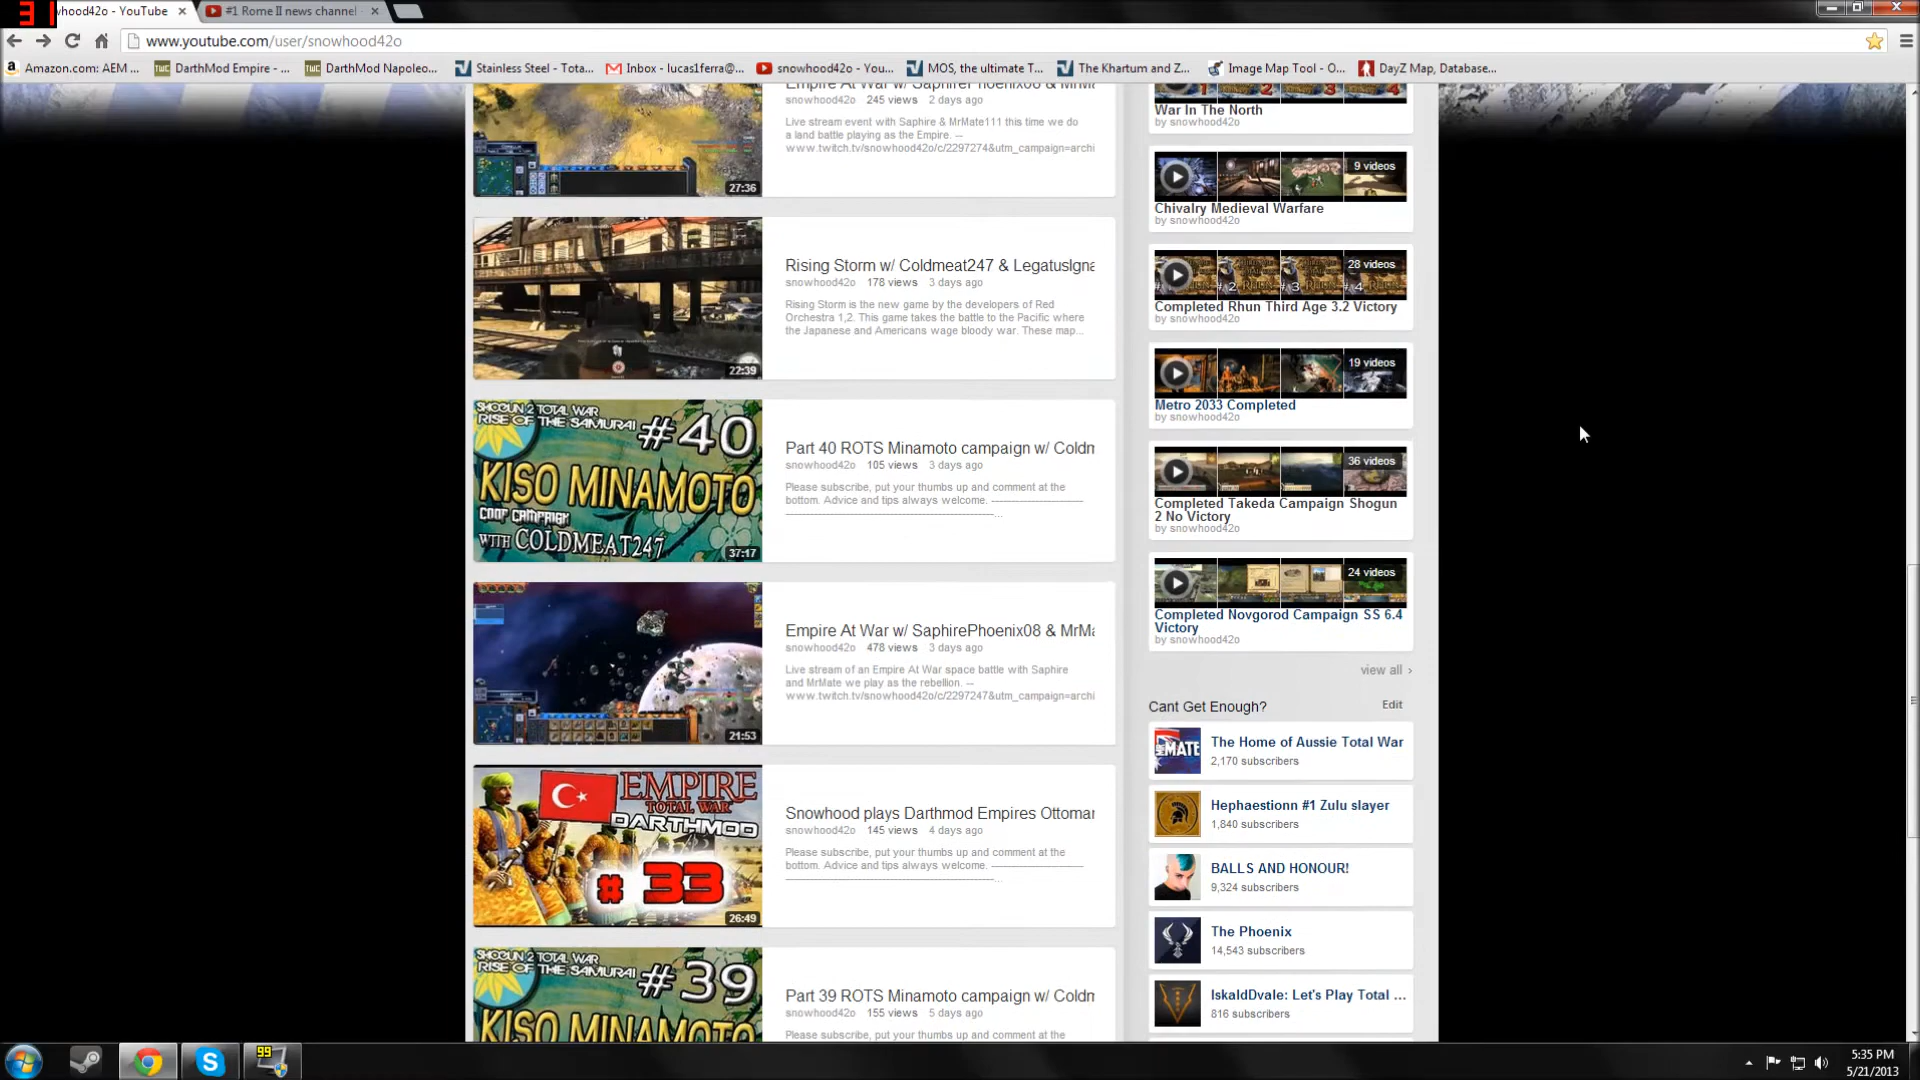 31
whood42o - YouTube
#1 Rome II news channel
www.youtube.com/user/snowhood42o
Amazon.com: AEM ...
DarthMod Empire - ...
DarthMod Napoleo...
Stainless Steel - Tota...
Inbox - lucas1ferra@...
snowhood42o - You...
MOS, the ultimate T...
The Khartum and Z...
Image Map Tool - O...
DayZ Map, Database...
Empire At War w/ SaphirePhoenix08 & MrMa
snowhood42o 245 views 2 days ago
Live stream event with Saphire & MrMate111 this time we do
a land battle playing as the Empire. --
www.twitch.tv/snowhood42o/c/2297274&utm_campaign=archi
27:36
Rising Storm w/ Coldmeat247 & LegatusIgna
snowhood42o 178 views 3 days ago
Rising Storm is the new game by the developers of Red
Orchestra 1,2. This game takes the battle to the Pacific where
the Japanese and Americans wage bloody war. These map...
22:39
SHOGUN 2 TOTAL WAR
RISE OF THE SAMURAI
#40
KISO MINAMOTO
COOP CAMPAIGN
WITH COLDMEAT247
37:17
Part 40 ROTS Minamoto campaign w/ Coldm
snowhood42o 105 views 3 days ago
Please subscribe, put your thumbs up and comment at the
bottom. Advice and tips always welcome. ----------------------
--------------------------------------------------...
21:53
Empire At War w/ SaphirePhoenix08 & MrMa
snowhood42o 478 views 3 days ago
Live stream of an Empire At War space battle with Saphire
and MrMate we play as the rebellion. --
www.twitch.tv/snowhood42o/c/2297247&utm_campaign=archi
EMPIRE
TOTAL WAR
DARTHMOD
# 33
26:49
Snowhood plays Darthmod Empires Ottoman
snowhood42o 145 views 4 days ago
Please subscribe, put your thumbs up and comment at the
bottom. Advice and tips always welcome. ----------------------
--------------------------------------------------...
SHOGUN 2 TOTAL WAR
RISE OF THE SAMURAI
#39
KISO MINAMOTO
Part 39 ROTS Minamoto campaign w/ Coldm
snowhood42o 155 views 5 days ago
Please subscribe, put your thumbs up and comment at the
War In The North
by snowhood42o
9 videos
Chivalry Medieval Warfare
by snowhood42o
28 videos
Completed Rhun Third Age 3.2 Victory
by snowhood42o
19 videos
Metro 2033 Completed
by snowhood42o
36 videos
Completed Takeda Campaign Shogun
2 No Victory
by snowhood42o
24 videos
Completed Novgorod Campaign SS 6.4
Victory
by snowhood42o
view all ›
Cant Get Enough?
Edit
MATE
The Home of Aussie Total War
2,170 subscribers
Hephaestionn #1 Zulu slayer
1,840 subscribers
BALLS AND HONOUR!
9,324 subscribers
The Phoenix
14,543 subscribers
IskaldDvale: Let's Play Total ...
816 subscribers
99
5:35 PM
5/21/2013